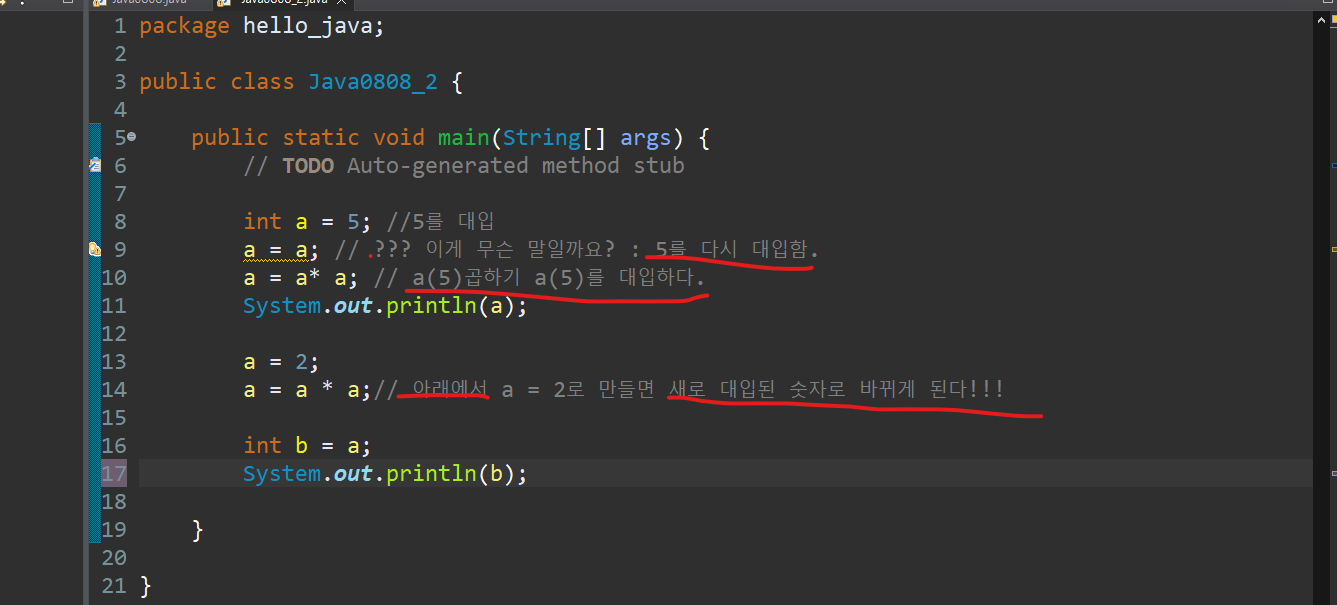 Java0808.java Java0808_2.java
1 package hello_java;
2
3 public class Java0808_2 {
4
5 public static void main(String[] args) {
6 // TODO Auto-generated method stub
7
8 int a = 5; //5를 대입
9 a = a; // ??? 이게 무슨 말일까요? : 5를 다시 대입함.
10 a = a* a; // a(5)곱하기 a(5)를 대입하다.
11 System.out.println(a);
12
13 a = 2;
14 a = a * a;// 아래에서 a = 2로 만들면 새로 대입된 숫자로 바뀌게 된다!!!
15
16 int b = a;
17 System.out.println(b);
18
19 }
20
21 }